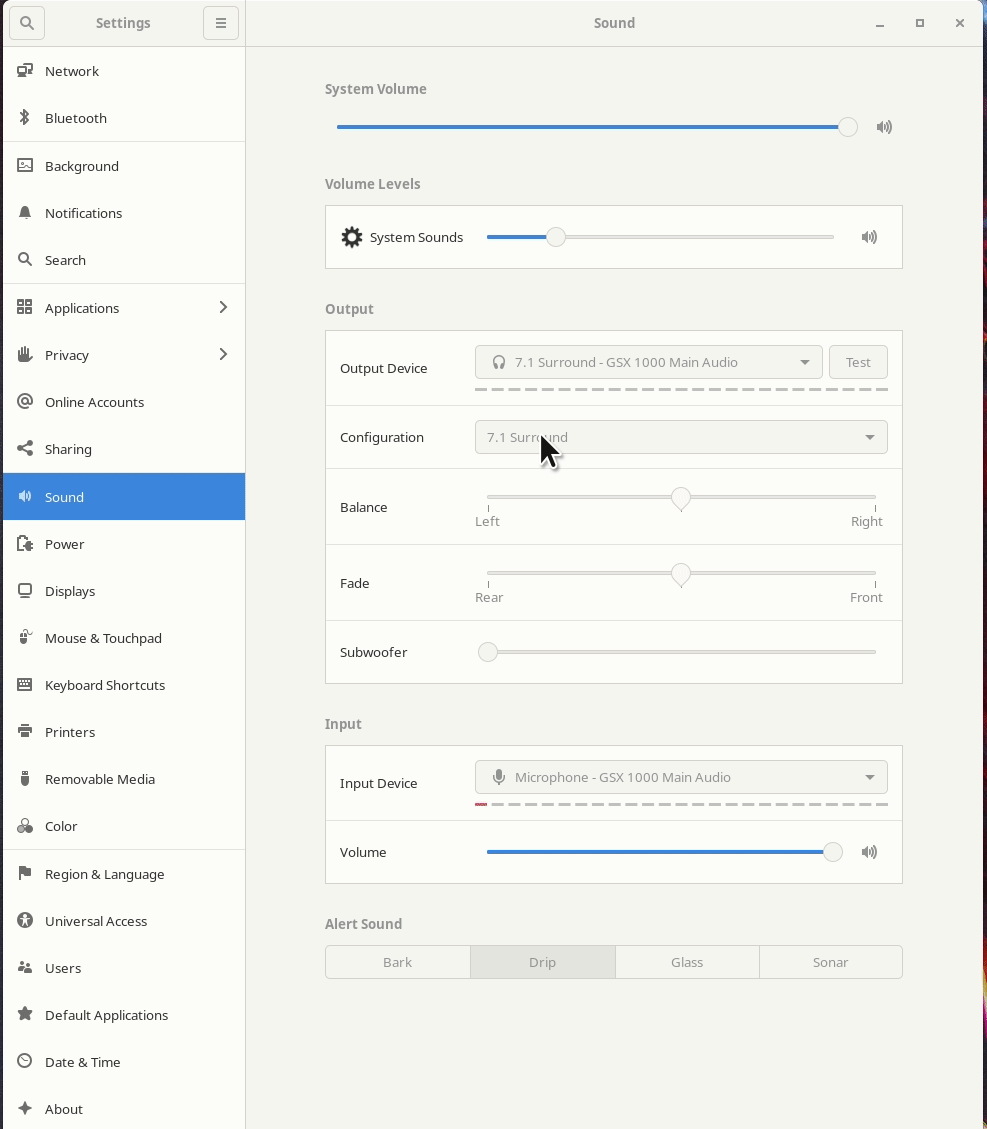 Settings
Sound
Network
Bluetooth
Background
Notifications
Search
Applications
Privacy
Online Accounts
Sharing
Sound
Power
Displays
Mouse & Touchpad
Keyboard Shortcuts
Printers
Removable Media
Color
Region & Language
Universal Access
Users
Default Applications
Date & Time
About
System Volume
Volume Levels
System Sounds
Output
Output Device
7.1 Surround - GSX 1000 Main Audio
Test
Configuration
7.1 Surround
Balance
Left
Right
Fade
Rear
Front
Subwoofer
Input
Input Device
Microphone - GSX 1000 Main Audio
Volume
Alert Sound
Bark
Drip
Glass
Sonar